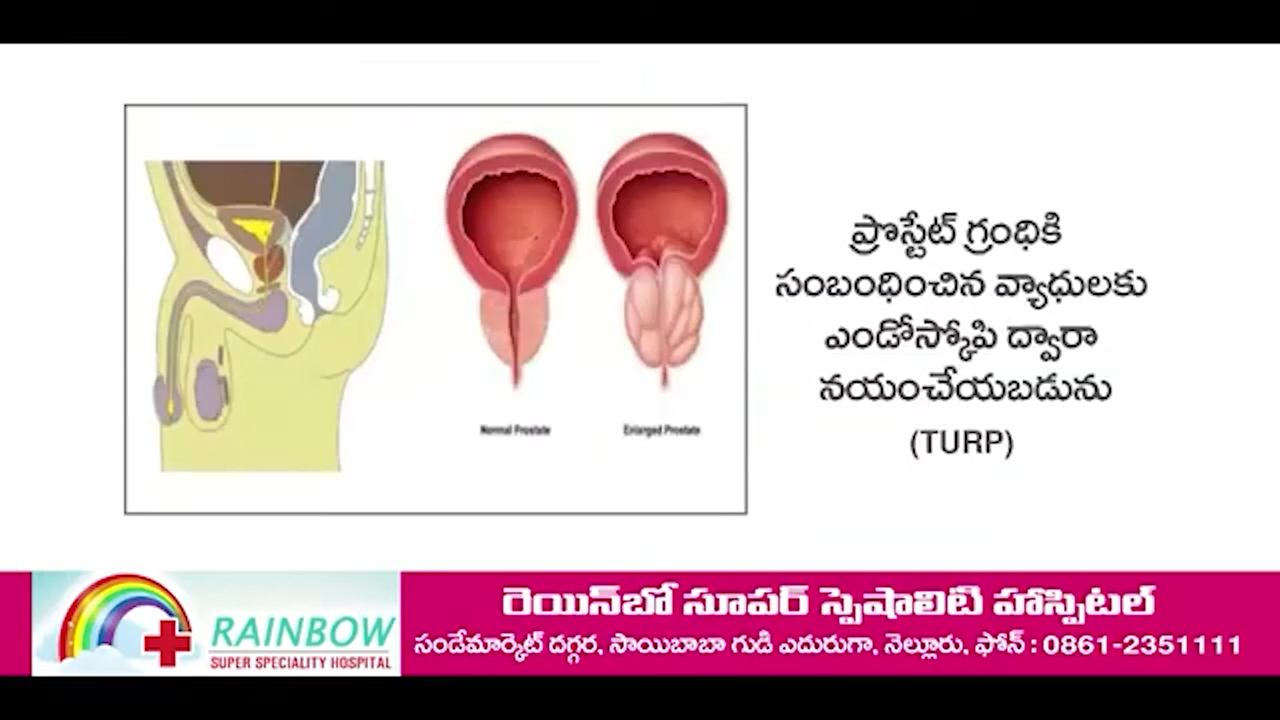 ప్రొస్టేట్ గ్రంధికి
సంబంధించిన వ్యాధులకు
ఎండోస్కోపి ద్వారా
నయంచేయబడును
(TURP)
Normal Prostate
Enlarged Prostate
RAINBOW
SUPER SPECIALITY HOSPITAL
రెయిన్‌బో సూపర్ స్పెషాలిటి హాస్పిటల్
సండేమార్కెట్ దగ్గర, సాయిబాబా గుడి ఎదురుగా, నెల్లూరు, ఫోన్ : 0861-2351111